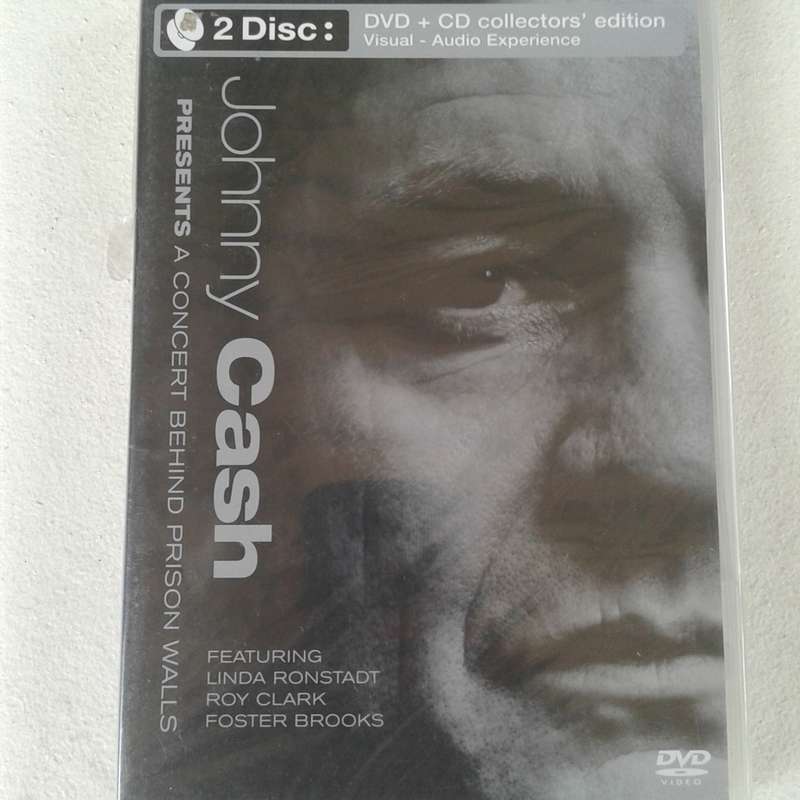 2 Disc:
DVD + CD collectors' edition
Visual - Audio Experience
Johnny Cash
PRESENTS A CONCERT BEHIND PRISON WALLS
FEATURING
LINDA RONSTADT
ROY CLARK
FOSTER BROOKS
DVD
VIDEO